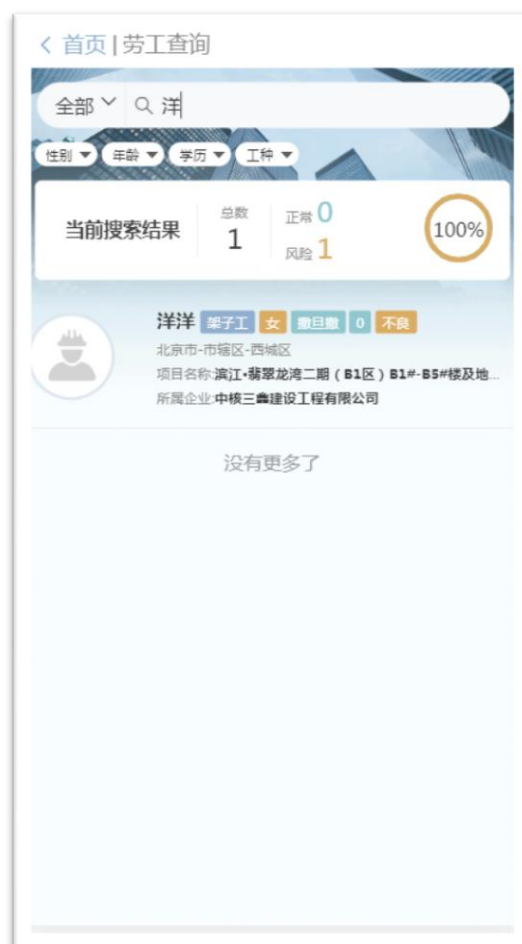 首页 | 劳工查询
全部 洋
性别 年龄 学历 工种
当前搜索结果 总数 1 正常 0 风险 1 100%
洋洋 架子工 女 撒旦撒 0 不良
北京市-市辖区-西城区
项目名称:滨江•翡翠龙湾二期（B1区）B1#-B5#楼及地...
所属企业:中核三鑫建设工程有限公司
没有更多了